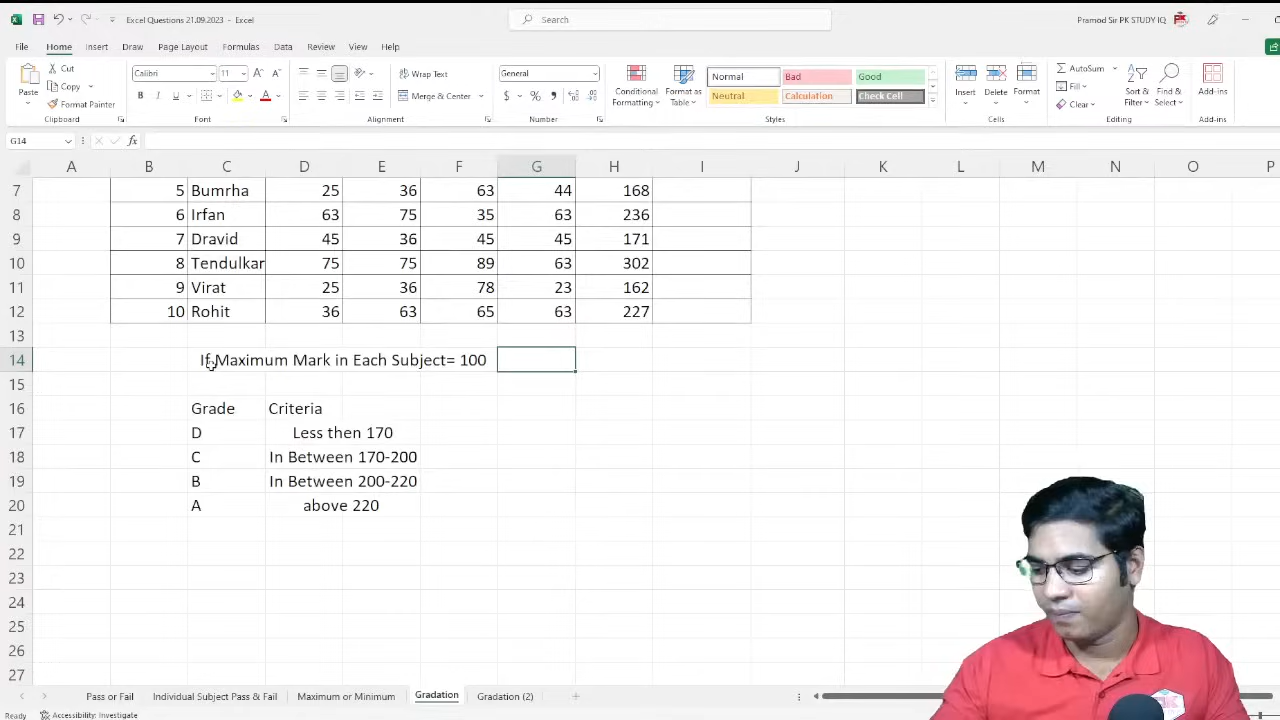 Excel Questions 21.09.2023 - Excel
Search
Pramod Sir PK STUDY IQ
File Home Insert Draw Page Layout Formulas Data Review View Help
Paste
Cut
Copy
Format Painter
Clipboard
Calibri 11
B I U
Font
Wrap Text
Merge & Center
Alignment
General
$ % 
Number
Conditional Formatting
Format as Table
Normal Bad Good
Neutral Calculation Check Cell
Styles
Insert Delete Format
Cells
AutoSum
Fill
Clear
Sort & Filter
Find & Select
Editing
Add-ins
Add-ins
G14 fx
A B C D E F G H I J K L M N O P
7 5 Bumrha 25 36 63 44 168
8 6 Irfan 63 75 35 63 236
9 7 Dravid 45 36 45 45 171
10 8 Tendulkar 75 75 89 63 302
11 9 Virat 25 36 78 23 162
12 10 Rohit 36 63 65 63 227
13
14 If Maximum Mark in Each Subject= 100
15
16 Grade Criteria
17 D Less then 170
18 C In Between 170-200
19 B In Between 200-220
20 A above 220
21
22
23
24
25
26
27
Pass or Fail Individual Subject Pass & Fail Maximum or Minimum Gradation Gradation (2)
Ready Accessibility: Investigate